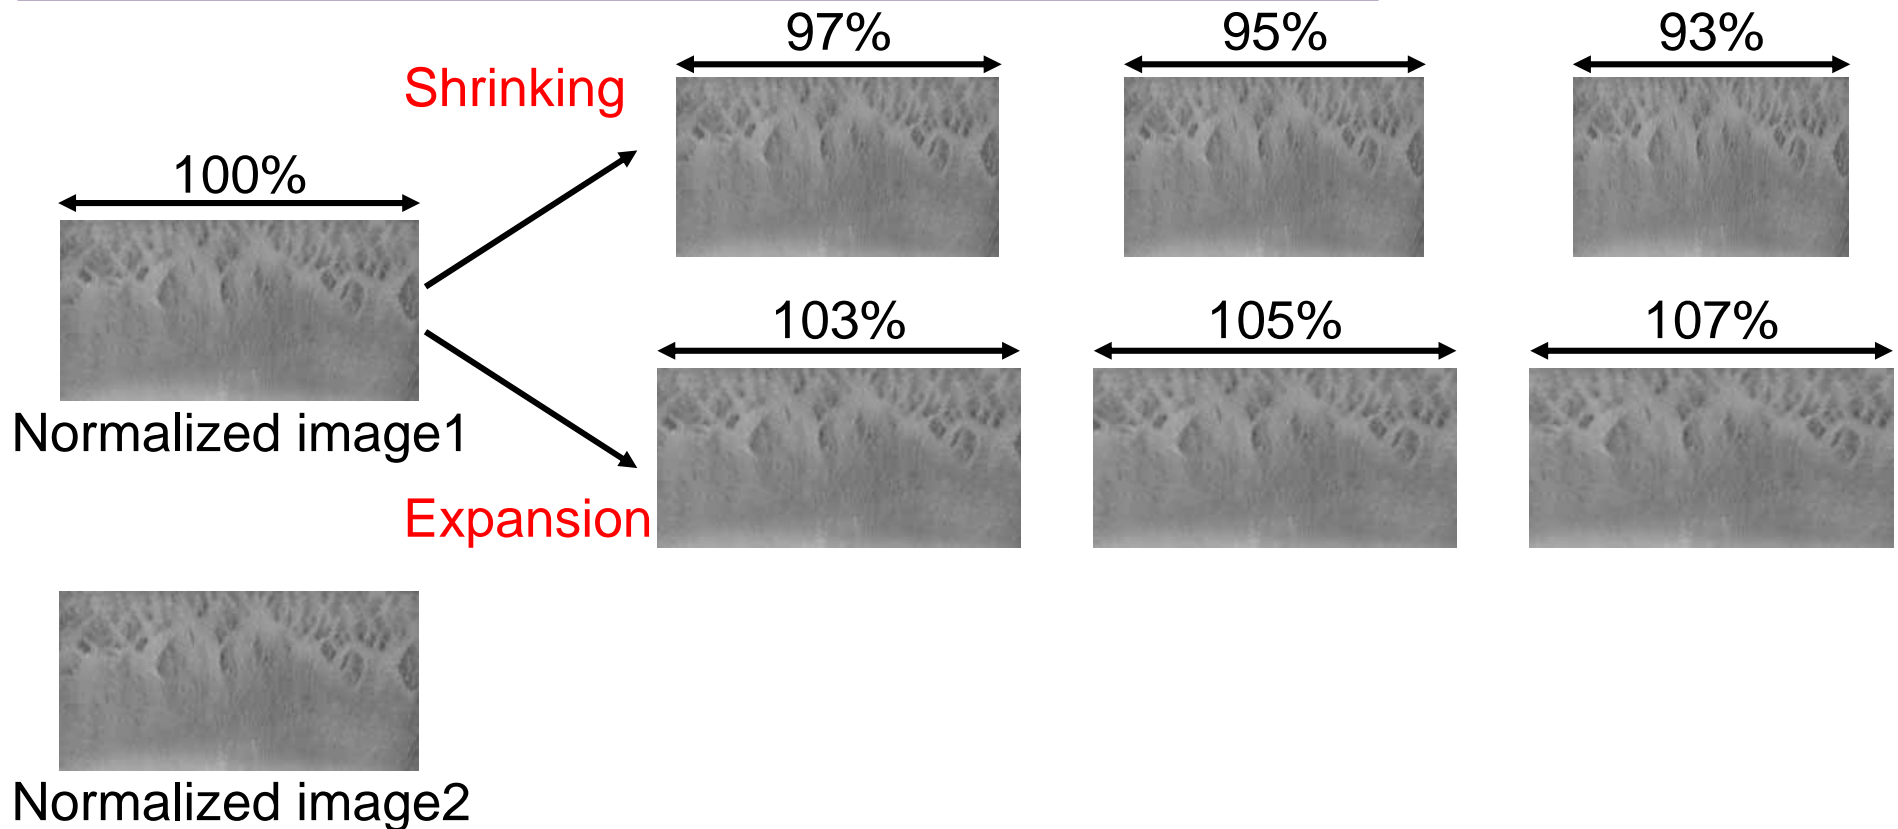 97%
95%
93%
Shrinking
100%
103%
105%
107%
Normalized image1
Expansion
Normalized image2